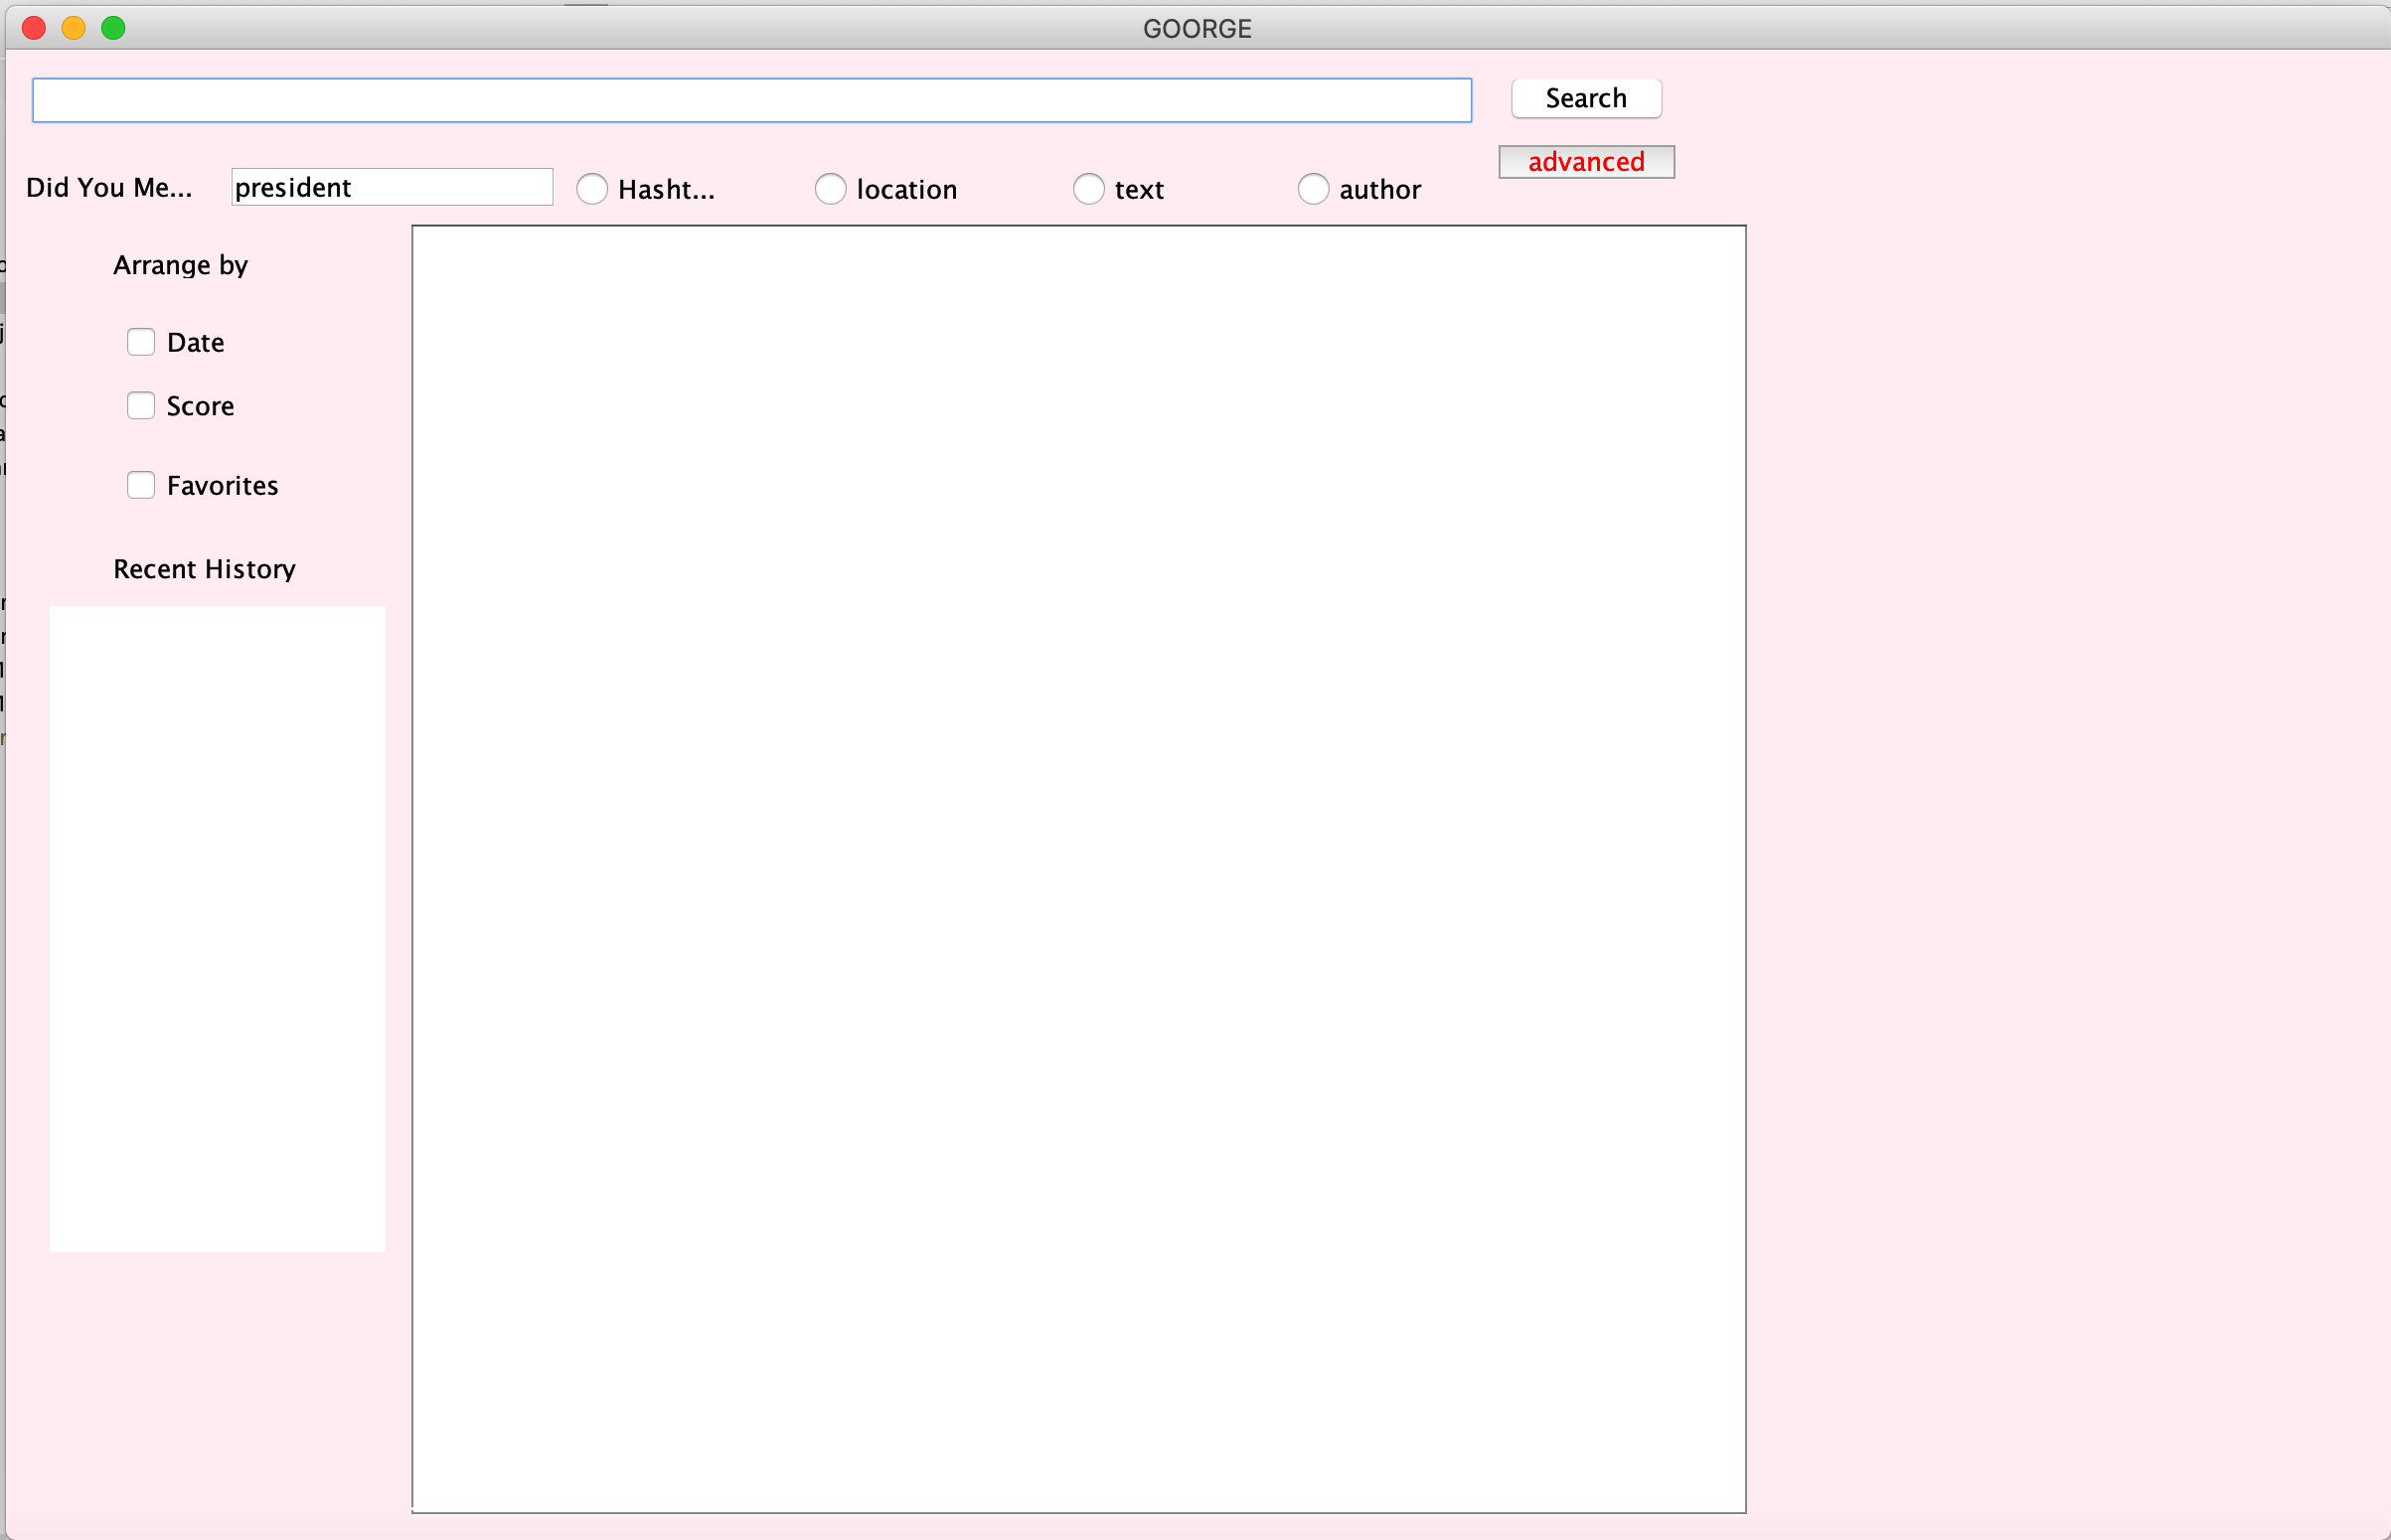 GOORGE
Search
advanced
Did You Me... president Hasht... location text author
Arrange by
Date
Score
Favorites
Recent History